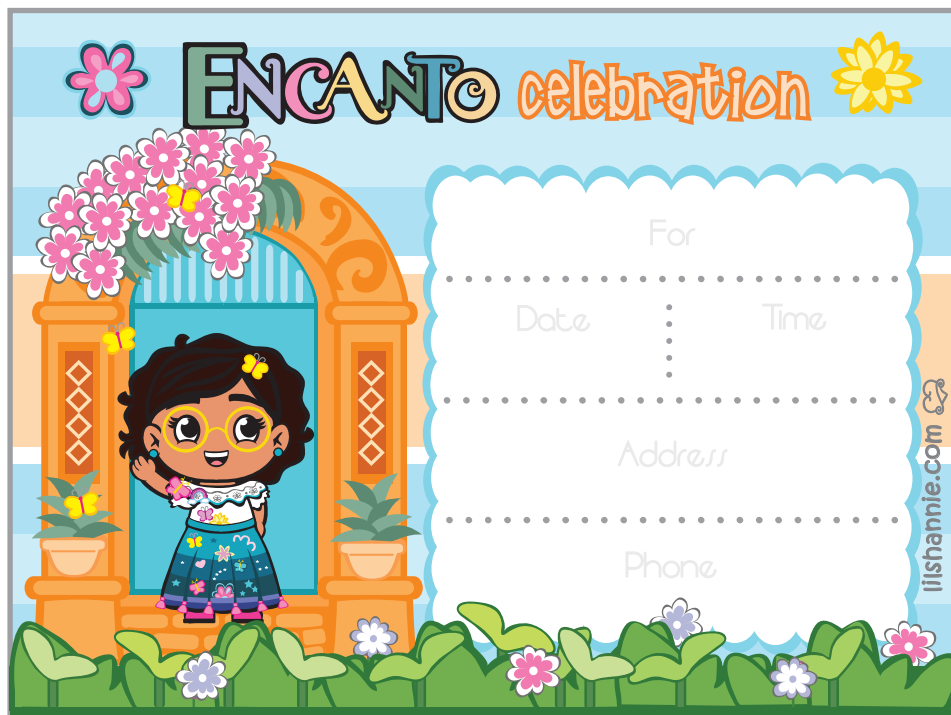 ENCANTO celebration
For
Date Time
Address
Phone
lilshannie.com